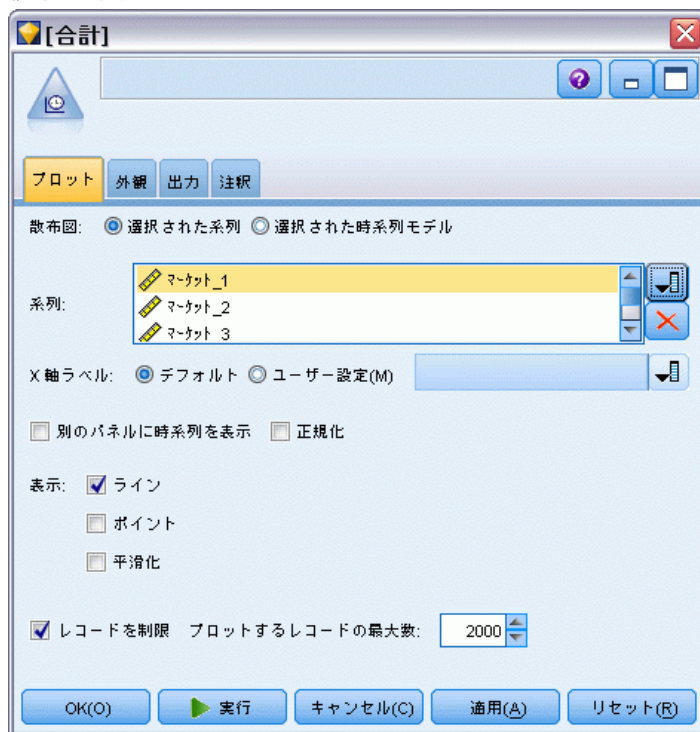 [合計]
プロット 外観 出力 注釈
散布図: 選択された系列 選択された時系列モデル
系列:
マーケット_1
マーケット_2
マーケット_3
X 軸ラベル: デフォルト ユーザー設定(M)
別のパネルに時系列を表示 正規化
表示: ライン
ポイント
平滑化
レコードを制限 プロットするレコードの最大数: 2000
OK(O) 実行 キャンセル(C) 適用(A) リセット(R)